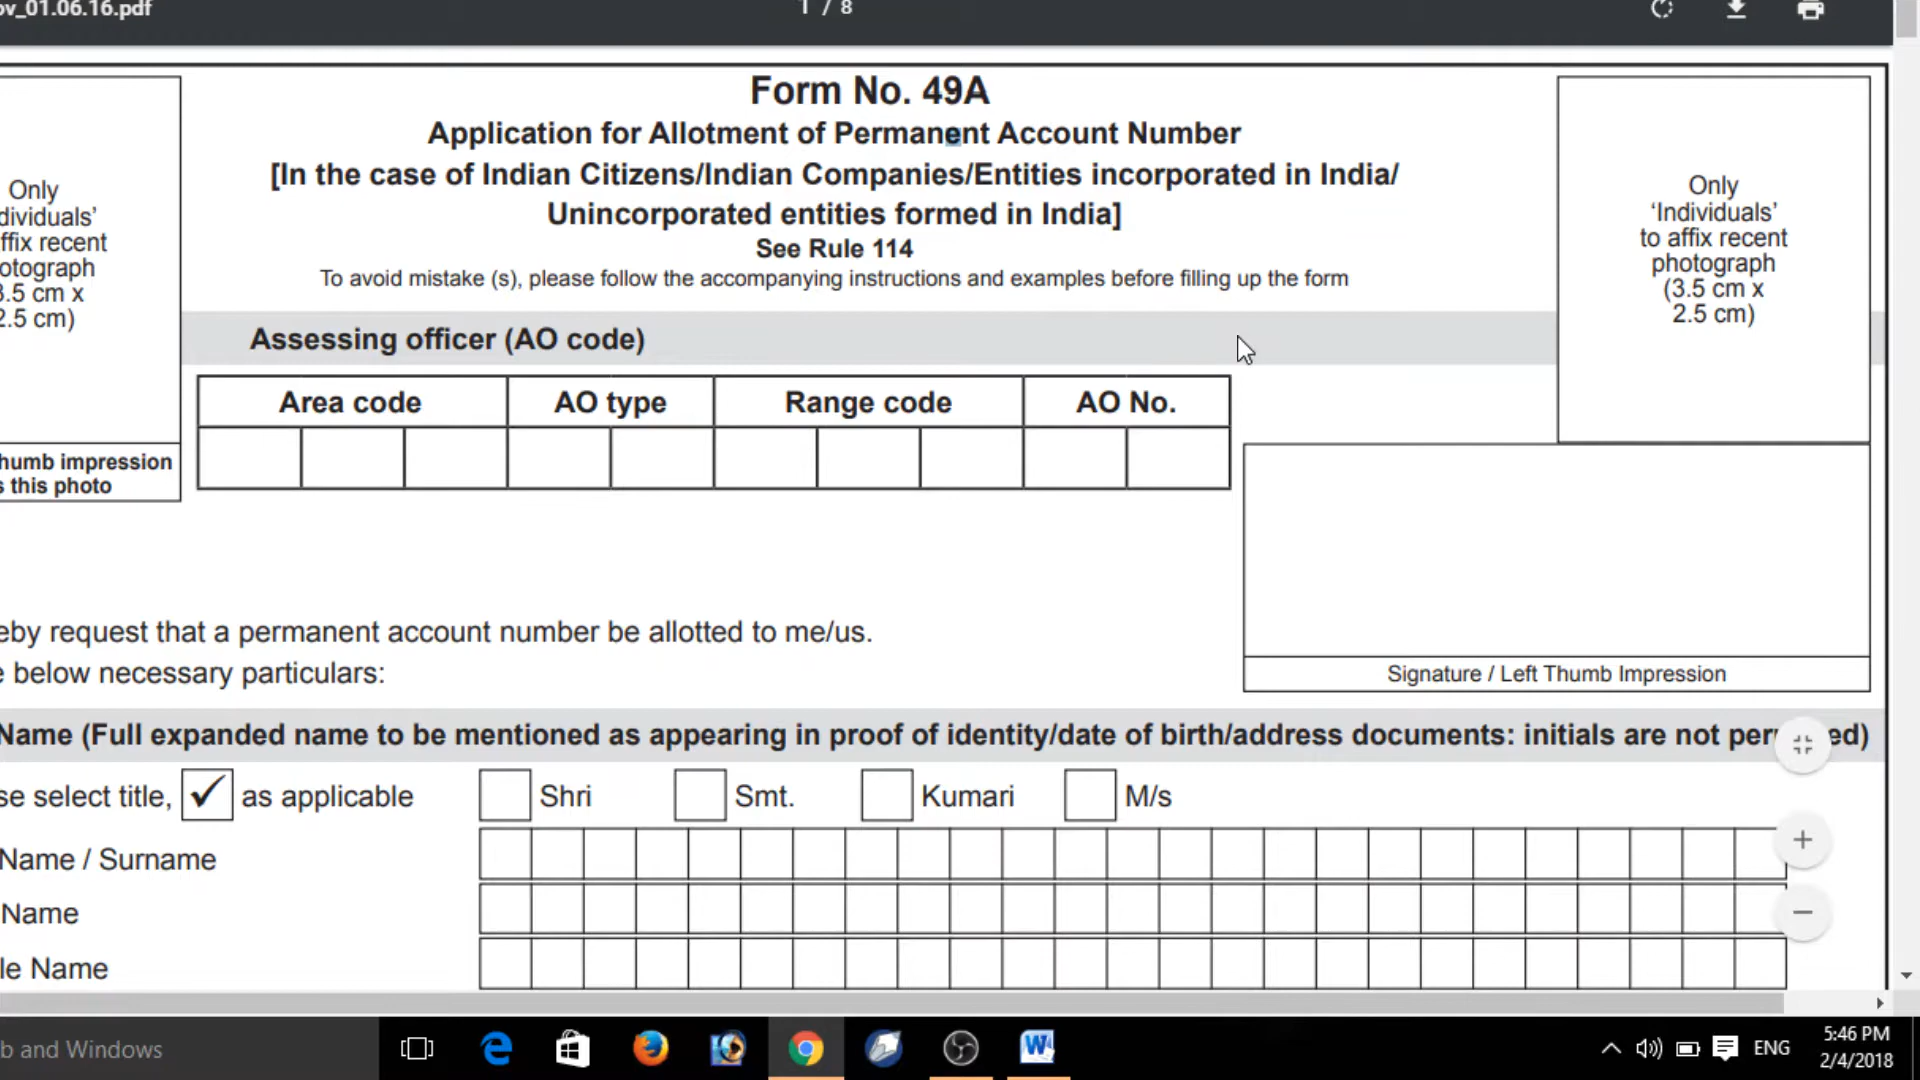 ov_01.06.16.pdf
1 / 8
Form No. 49A
Application for Allotment of Permanent Account Number
[In the case of Indian Citizens/Indian Companies/Entities incorporated in India/
Unincorporated entities formed in India]
See Rule 114
To avoid mistake (s), please follow the accompanying instructions and examples before filling up the form
Only
dividuals’
ffix recent
otograph
3.5 cm x
2.5 cm)
Only
‘Individuals’
to affix recent
photograph
(3.5 cm x
2.5 cm)
Assessing officer (AO code)
Area code AO type Range code AO No.
humb impression
s this photo
eby request that a permanent account number be allotted to me/us.
e below necessary particulars:
Signature / Left Thumb Impression
Name (Full expanded name to be mentioned as appearing in proof of identity/date of birth/address documents: initials are not per ed)
se select title, ✓ as applicable Shri Smt. Kumari M/s
Name / Surname
Name
le Name
b and Windows
ENG
5:46 PM
2/4/2018